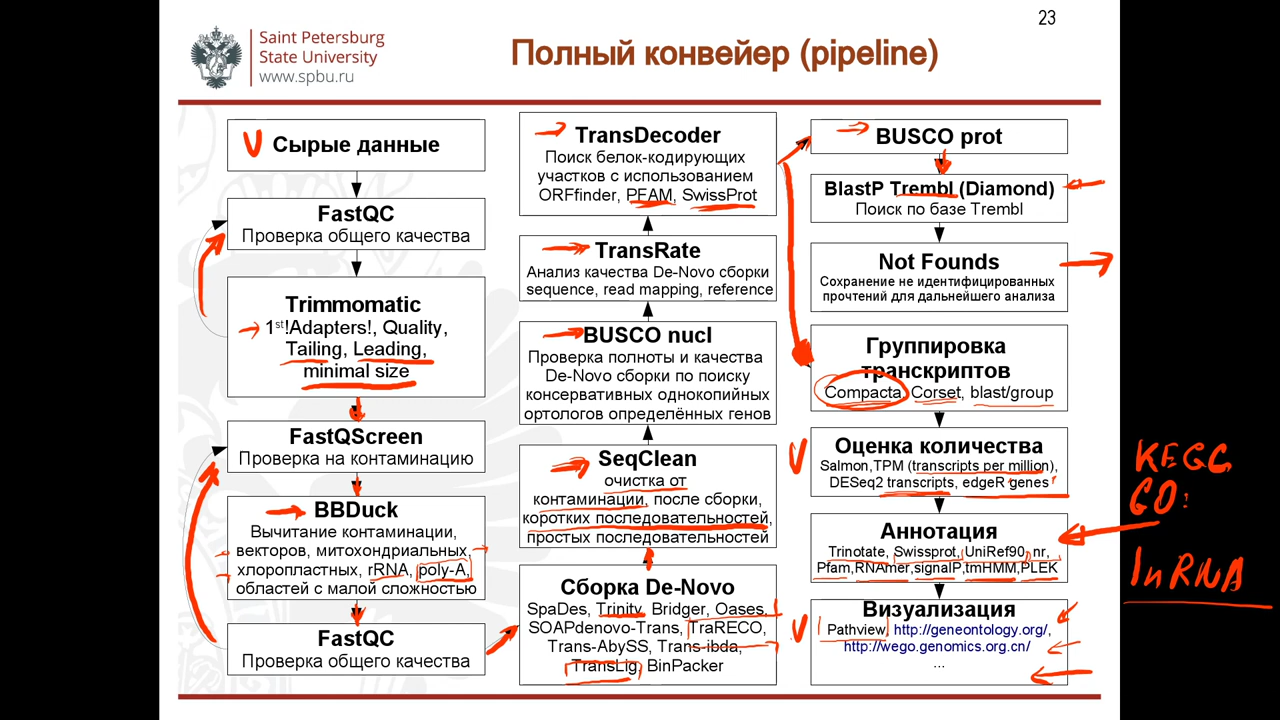 23
Saint Petersburg
State University
www.spbu.ru
Полный конвейер (pipeline)
Сырые данные
FastQC
Проверка общего качества
Trimmomatic
1st!Adapters!, Quality,
Tailing, Leading,
minimal size
FastQScreen
Проверка на контаминацию
BBDuck
Вычитание контаминации,
векторов, митохондриальных,
хлоропластных, rRNA, poly-A,
областей с малой сложностью
FastQC
Проверка общего качества
TransDecoder
Поиск белок-кодирующих
участков с использованием
ORFfinder, PFAM, SwissProt
TransRate
Анализ качества De-Novo сборки
sequence, read mapping, reference
BUSCO nucl
Проверка полноты и качества
De-Novo сборки по поиску
консервативных однокопийных
ортологов определённых генов
SeqClean
очистка от
контаминации, после сборки,
коротких последовательностей,
простых последовательностей
Сборка De-Novo
SpaDes, Trinity, Bridger, Oases,
SOAPdenovo-Trans, TraRECO,
Trans-AbySS, Trans-ibda,
TransLig, BinPacker
BUSCO prot
BlastP Trembl (Diamond)
Поиск по базе Trembl
Not Founds
Сохранение не идентифицированных
прочтений для дальнейшего анализа
Группировка
транскриптов
Compacta, Corset, blast/group
Оценка количества
Salmon,TPM (transcripts per million),
DESeq2 transcripts, edgeR genes
Аннотация
Trinotate, Swissprot, UniRef90, nr,
Pfam,RNAmer,signalP,tmHMM,PLEK
Визуализация
Pathview, http://geneontology.org/,
http://wego.genomics.org.cn/
...
KEGG
GO
lnRNA